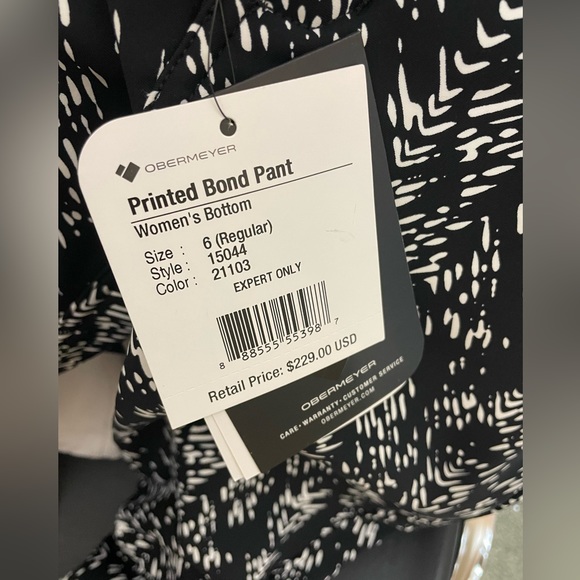 OBERMEYER
Printed Bond Pant
Women's Bottom
Size : 6 (Regular)
Style : 15044
Color : 21103
EXPERT ONLY
8 88555 55398 7
Retail Price: $229.00 USD
OBERMEYER
CARE • WARRANTY • CUSTOMER SERVICE
OBERMEYER.COM